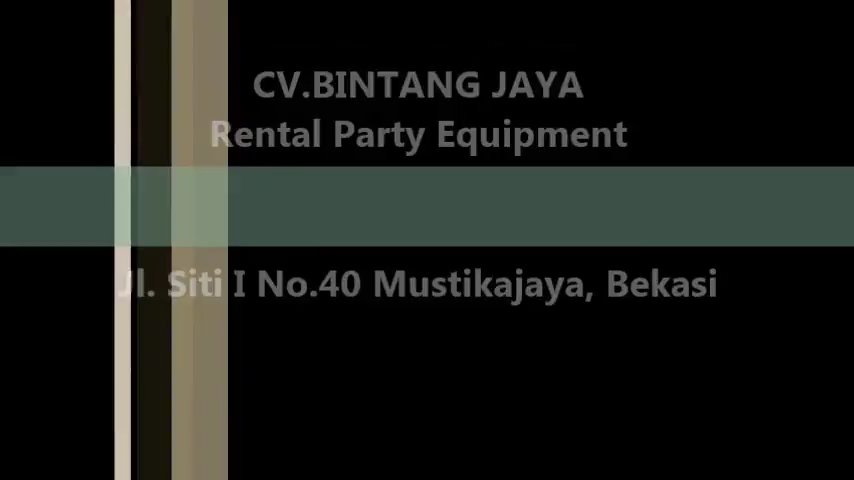 CV.BINTANG JAYA
Rental Party Equipment
Jl. Siti I No.40 Mustikajaya, Bekasi